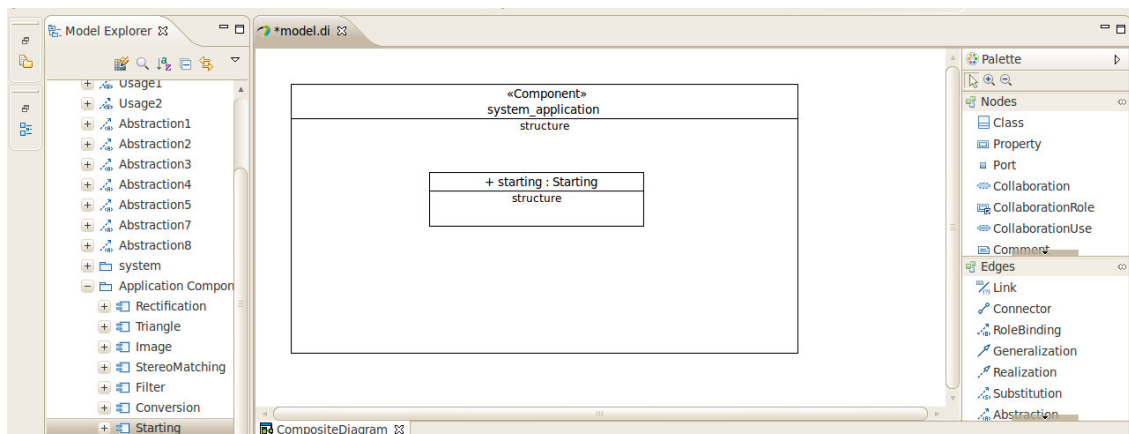 Model Explorer
Usage1
Usage2
Abstraction1
Abstraction2
Abstraction3
Abstraction4
Abstraction5
Abstraction7
Abstraction8
system
Application Compon
Rectification
Triangle
Image
StereoMatching
Filter
Conversion
Starting
*model.di
«Component»
system_application
structure
+ starting : Starting
structure
CompositeDiagram
Palette
Nodes
Class
Property
Port
Collaboration
CollaborationRole
CollaborationUse
Comment
Edges
Link
Connector
RoleBinding
Generalization
Realization
Substitution
Abstraction